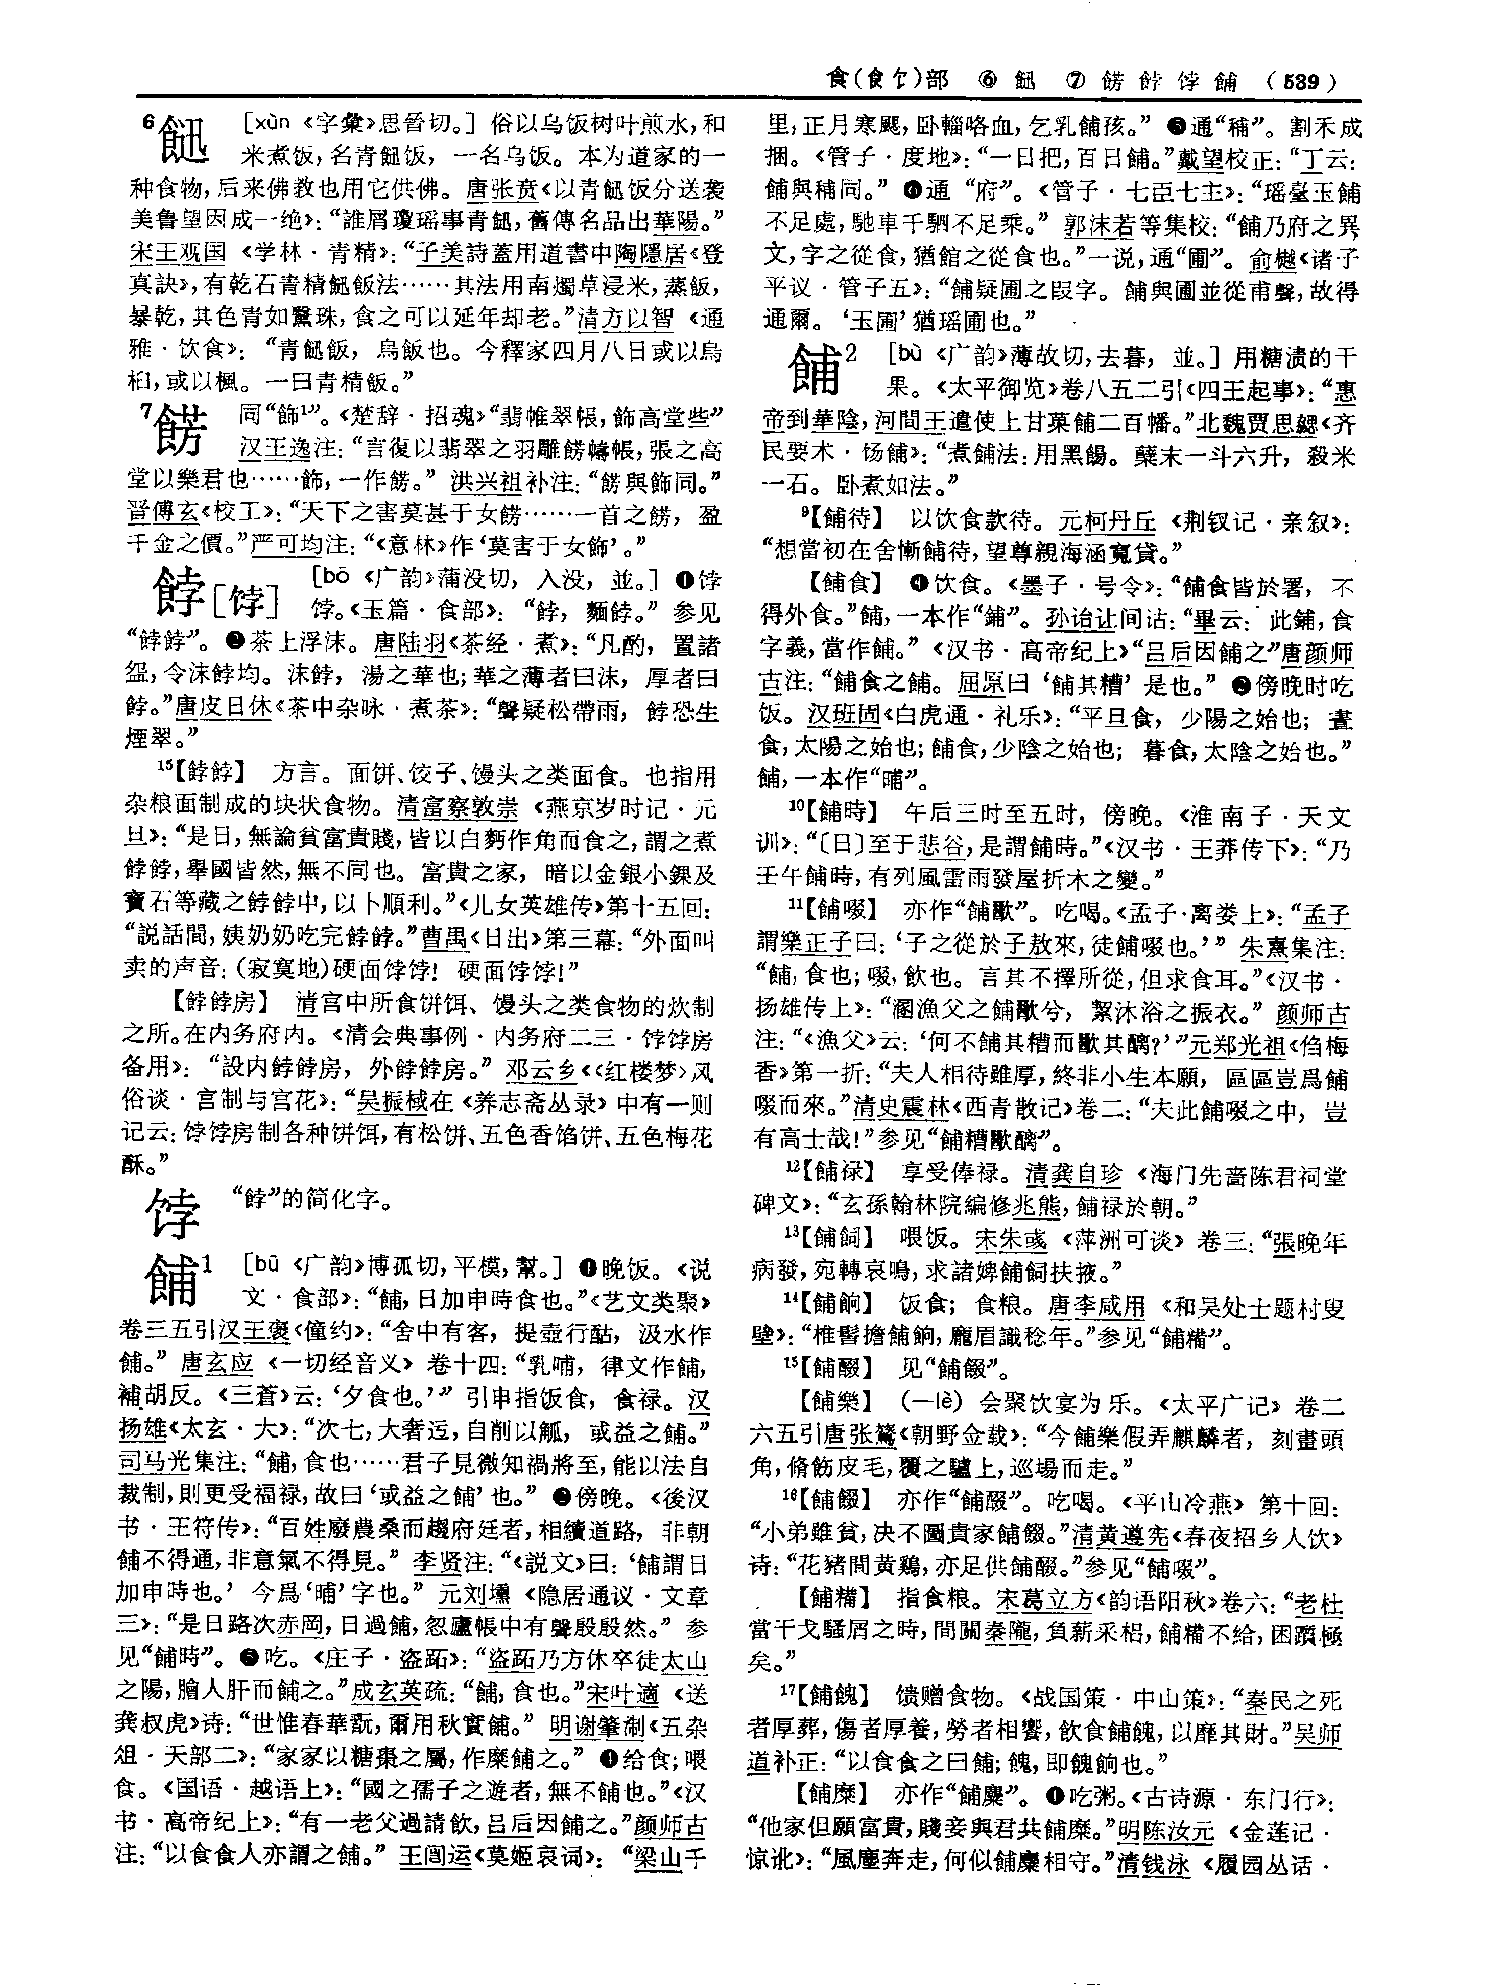 食(飠饣)部 ⑥ 䭀 ⑦ 餝 餑 饽 餔 (539)
6
[xùn《字彙》思晉切。] 俗以乌饭树叶煎水,和
米煮饭,名青飿饭, 一名乌饭。本为道家的一
种食物,后来佛教也用它供佛。唐张贲《以青飿饭分送袭
美鲁望因成一绝》:“誰屑瓊瑶事青飿,舊傳名品出華陽。”
宋王观国《学林·青精》:“子美詩蓋用道書中陶隱居《登
真訣》,有乾石青精飿飯法……其法用南燭草浸米,蒸飯,
暴乾,其色青如黳珠,食之可以延年却老。”清方以智《通
雅·饮食》:“青飿飯,烏飯也。今釋家四月八日或以烏
桕,或以楓。一曰青精飯。”
7餝 同“飾¹”。《楚辞·招魂》“翡帷翠帳,飾高堂些”
汉王逸注:“言復以翡翠之羽雕餝幬帳,張之高
堂以樂君也……飾,一作餝。” 洪兴祖补注:“餝與飾同。”
晋傅玄《校工》:“天下之害莫甚于女餝……一首之餝,盈
千金之價。”严可均注:“《意林》作‘莫害于女飾’。”
餑[饽] [bō《广韵》蒲没切,入没,並。] ❶饽
饽。《玉篇·食部》:“餑,麵餑。”参见
“餑餑”。❷茶上浮沫。唐陆羽《茶经·煮》:“凡酌,置諸
盌,令沫餑均。沫餑,湯之華也;華之薄者曰沫,厚者曰
餑。”唐皮日休《茶中杂咏·煮茶》:“聲疑松帶雨,餑恐生
煙翠。”
15【餑餑】 方言。面饼、饺子、馒头之类面食。也指用
杂粮面制成的块状食物。清富察敦崇《燕京岁时记·元
旦》:“是日,無論貧富貴賤,皆以白麪作角而食之,謂之煮
餑餑,舉國皆然,無不同也。富貴之家,暗以金銀小錁及
寶石等藏之餑餑中,以卜順利。”《儿女英雄传》第十五回:
“説話間,姨奶奶吃完餑餑。”曹禺《日出》第三幕:“外面叫
卖的声音:(寂寞地)硬面饽饽! 硬面饽饽!”
【餑餑房】 清宫中所食饼饵、馒头之类食物的炊制
之所。在内务府内。《清会典事例·内务府二三·饽饽房
备用》:“設内餑餑房,外餑餑房。”邓云乡《〈红楼梦〉风
俗谈·宫制与宫花》:“吴振棫在《养志斋丛录》中有一则
记云:饽饽房制各种饼饵,有松饼、五色香馅饼、五色梅花
酥。”
饽 “餑”的简化字。
餔1 [bū《广韵》博孤切,平模,幫。] ❶晚饭。《说
文·食部》:“餔,日加申時食也。”《艺文类聚》
卷三五引汉王褒《僮约》:“舍中有客,提壺行酤,汲水作
餔。”唐玄应《一切经音义》卷十四:“乳哺,律文作餔,
補胡反。《三蒼》云:‘夕食也。’”引申指饭食,食禄。汉
扬雄《太玄·大》:“次七,大奢迃,自削以觚,或益之餔。”
司马光集注:“餔,食也……君子見微知禍將至,能以法自
裁制,則更受福禄,故曰‘或益之餔’也。”❷傍晚。《後汉
书·王符传》:“百姓廢農桑而趨府廷者,相續道路,非朝
餔不得通,非意氣不得見。”李贤注:“《説文》曰:‘餔謂日
加申時也。’今爲‘晡’字也。”元刘壎《隐居通议·文章
三》:“是日路次赤岡,日過餔,忽廬帳中有聲殷殷然。”参
见“餔時”。❸吃。《庄子·盗跖》:“盜跖乃方休卒徒太山
之陽,膾人肝而餔之。”成玄英疏:“餔,食也。”宋叶適《送
龚叔虎》诗:“世惟春華翫,爾用秋實餔。”明谢肇淛《五杂
俎·天部二》:“家家以糖棗之屬,作糜餔之。”❹给食;喂
食。《国语·越语上》:“國之孺子之遊者,無不餔也。”《汉
书·高帝纪上》:“有一老父過請飲,吕后因餔之。”颜师古
注:“以食食人亦謂之餔。”王闿运《莫姬哀词》:“梁山千
里;正月寒飃,卧輜咯血,乞乳餔孩。”❺通“秿”。割禾成
捆。《管子·度地》:“一日把,百日餔。”戴望校正:“丁云:
餔與秿同。”❻通“府”。《管子·七臣七主》:“瑶臺玉餔
不足處,馳車千駟不足乘。”郭沫若等集校:“餔乃府之異
文,字之從食,猶館之從食也。”一说,通“圃”。俞樾《诸子
平议·管子五》:“餔疑圃之叚字。餔與圃並從甫聲,故得
通爾。‘玉圃’猶瑶圃也。”
餔2 [bù《广韵》薄故切,去暮,並。] 用糖渍的干
果。《太平御览》卷八五二引《四王起事》:“惠
帝到華陰,河間王遣使上甘菓餔二百幡。”北魏贾思勰《齐
民要术·饧餔》:“煮餔法:用黑餳。蘖末一斗六升,殺米
一石。卧煮如法。”
9【餔待】 以饮食款待。元柯丹丘《荆钗记·亲叙》:
“想當初在舍慚餔待,望尊親海涵寬貸。”
【餔食】 ❶饮食。《墨子·号令》:“餔食皆於署,不
得外食。”餔,一本作“鋪”。孙诒让间诂:“畢云:此鋪,食
字義,當作餔。”《汉书·高帝纪上》“吕后因餔之”唐颜师
古注:“餔食之餔。屈原曰‘餔其糟’是也。”❷傍晚时吃
饭。汉班固《白虎通·礼乐》:“平旦食,少陽之始也;晝
食,太陽之始也;餔食,少陰之始也;暮食,太陰之始也。”
餔,一本作“晡”。
10【餔時】 午后三时至五时,傍晚。《淮南子·天文
训》:“〔日〕至于悲谷,是謂餔時。”《汉书·王莽传下》:“乃
壬午餔時,有列風雷雨發屋折木之變。”
11【餔啜】 亦作“餔歠”。吃喝。《孟子·离娄上》:“孟子
謂樂正子曰:‘子之從於子敖來,徒餔啜也。’”朱熹集注:
“餔,食也;啜,飲也。言其不擇所從,但求食耳。”《汉书·
扬雄传上》:“溷漁父之餔歠兮,絜沐浴之振衣。”颜师古
注:“《漁父》云:‘何不餔其糟而歠其醨?’”元郑光祖《㑇梅
香》第一折:“夫人相待雖厚,終非小生本願,區區豈爲餔
啜而來。”清史震林《西青散记》卷二:“夫此餔啜之中,豈
有高士哉!”参见“餔糟歠醨”。
12【餔禄】 享受俸禄。清龚自珍《海门先啬陈君祠堂
碑文》:“玄孫翰林院編修兆熊,餔禄於朝。”
13【餔飼】 喂饭。宋朱彧《萍洲可谈》卷三:“張晚年
病發,宛轉哀鳴,求諸婢餔飼扶掖。”
14【餔餉】 饭食;食粮。唐李咸用《和吴处士题村叟
壁》:“椎髻擔餔餉,龐眉識稔年。”参见“餔糒”。
15【餔醊】 见“餔餟”。
【餔樂】 (—lè) 会聚饮宴为乐。《太平广记》卷二
六五引唐张鷟《朝野佥载》:“今餔樂假弄麒麟者,刻畫頭
角,脩飭皮毛,覆之驢上,巡場而走。”
16【餔餟】 亦作“餔醊”。吃喝。《平山冷燕》第十回:
“小弟雖貧,决不圖貴家餔餟。”清黄遵宪《春夜招乡人饮》
诗:“花豬間黄鷄,亦足供餔醊。”参见“餔啜”。
【餔糒】 指食粮。宋葛立方《韵语阳秋》卷六:“老杜
當干戈騷屑之時,間關秦隴,負薪采梠,餔糒不给,困躓極
矣。”
17【餔餽】 馈赠食物。《战国策·中山策》:“秦民之死
者厚葬,傷者厚養,勞者相饗,飲食餔餽,以靡其財。”吴师
道补正:“以食食之曰餔;餽,即餽餉也。”
【餔糜】 亦作“餔麋”。❶吃粥。《古诗源·东门行》:
“他家但願富貴,賤妾與君共餔糜。”明陈汝元《金莲记·
惊讹》:“風塵奔走,何似餔麋相守。”清钱泳《履园丛话·